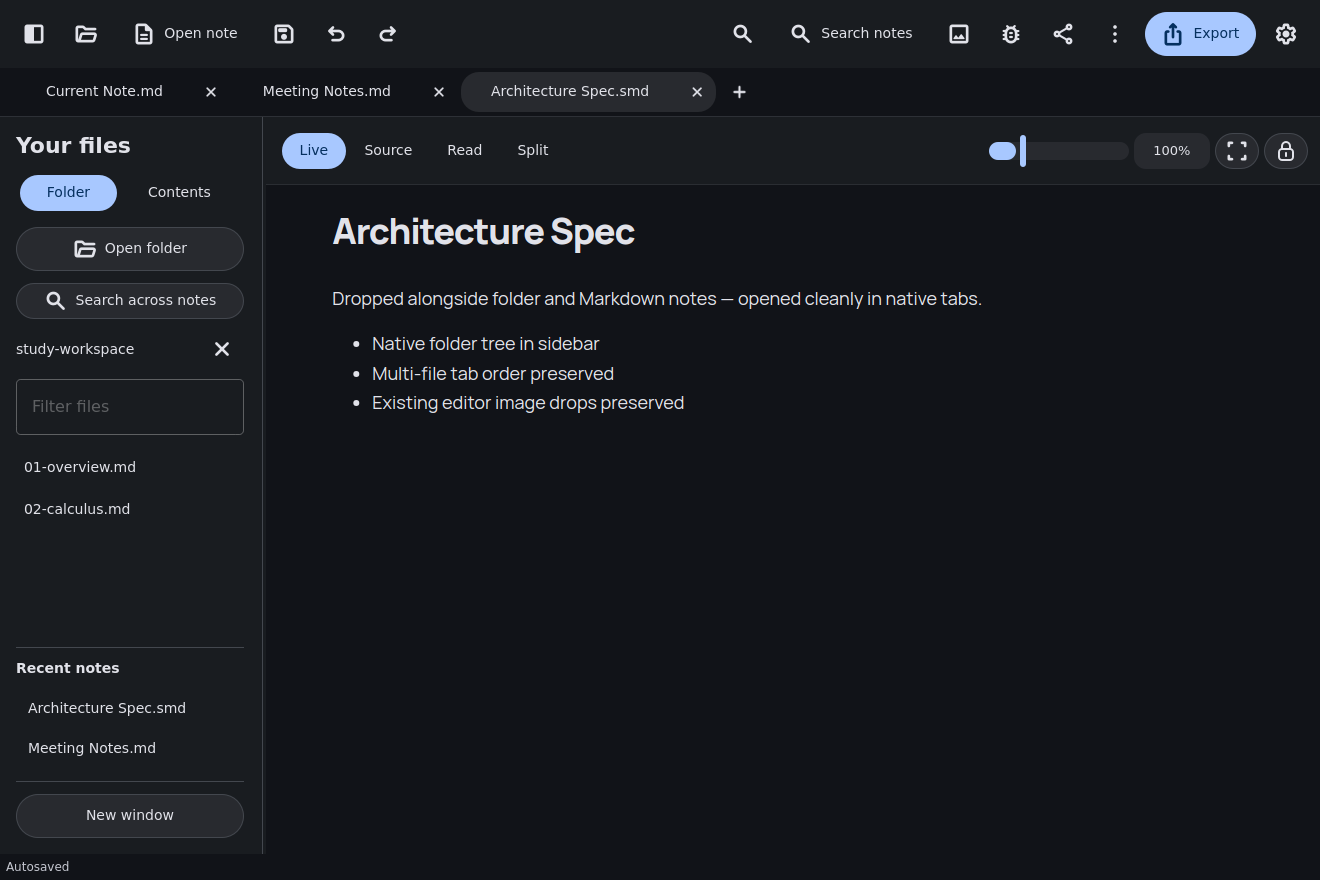 Open note
Search notes
Export
Current Note.md
Meeting Notes.md
Architecture Spec.smd
Your files
Folder
Contents
Open folder
Search across notes
study-workspace
Filter files
01-overview.md
02-calculus.md
Recent notes
Architecture Spec.smd
Meeting Notes.md
New window
Autosaved
Live
Source
Read
Split
100%
Architecture Spec
Dropped alongside folder and Markdown notes — opened cleanly in native tabs.
• Native folder tree in sidebar
• Multi-file tab order preserved
• Existing editor image drops preserved